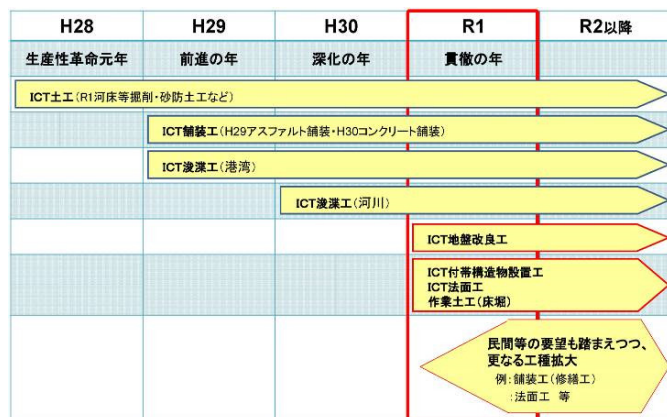 H28 H29 H30 R1 R2以降
生産性革命元年 前進の年 深化の年 貫徹の年
ICT土工(R1河床等掘削・砂防土工など)
ICT舗装工(H29アスファルト舗装・H30コンクリート舗装)
ICT浚渫工(港湾)
ICT浚渫工(河川)
ICT地盤改良工
ICT付帯構造物設置工
ICT法面工
作業土工(床堀)
民間等の要望も踏まえつつ、
更なる工種拡大
例:舗装工(修繕工)
:法面工 等